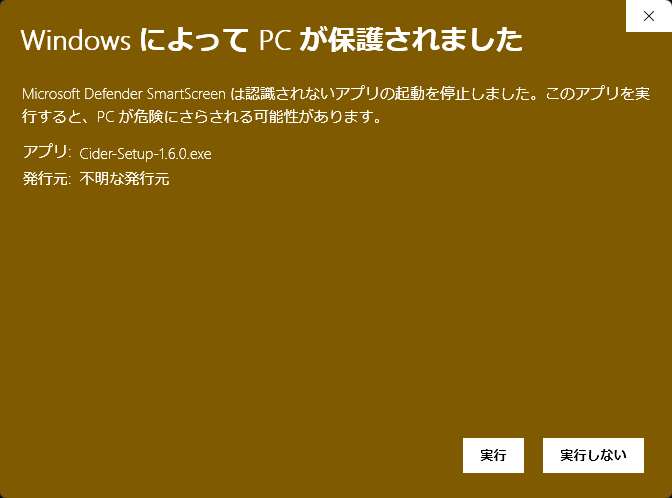 Windows によって PC が保護されました
Microsoft Defender SmartScreen は認識されないアプリの起動を停止しました。このアプリを実
行すると、PC が危険にさらされる可能性があります。
アプリ: Cider-Setup-1.6.0.exe
発行元: 不明な発行元
実行 実行しない